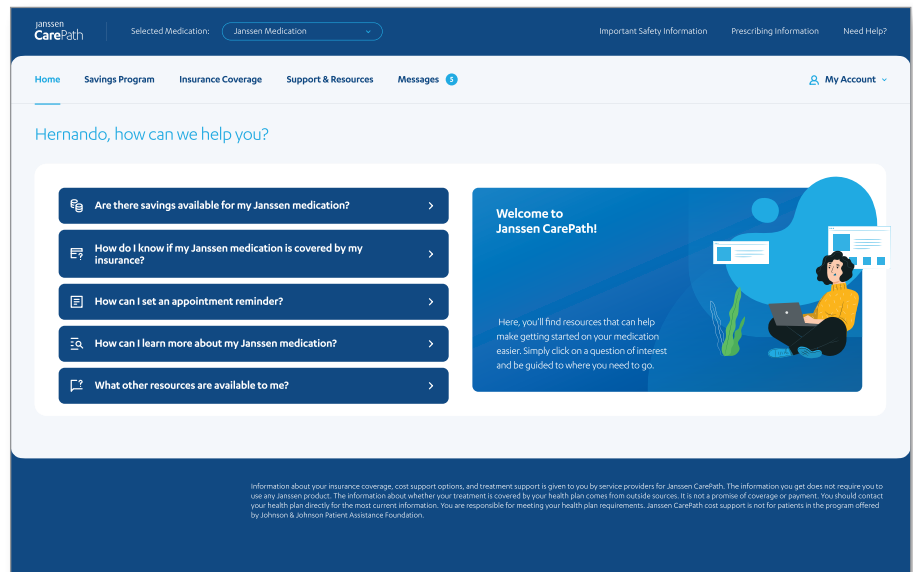 janssen
CarePath
Selected Medication:
Janssen Medication
Important Safety Information
Prescribing Information
Need Help?
Home
Savings Program
Insurance Coverage
Support & Resources
Messages
5
My Account
Hernando, how can we help you?
Are there savings available for my Janssen medication?
How do I know if my Janssen medication is covered by my
insurance?
How can I set an appointment reminder?
How can I learn more about my Janssen medication?
What other resources are available to me?
Welcome to
Janssen CarePath!
Here, you'll find resources that can help
make getting started on your medication
easier. Simply click on a question of interest
and be guided to where you need to go.
Information about your insurance coverage, cost support options, and treatment support is given to you by service providers for Janssen CarePath. The information you get does not require you to
use any Janssen product. The information about whether your treatment is covered by your health plan comes from outside sources. It is not a promise of coverage or payment. You should contact
your health plan directly for the most current information. You are responsible for meeting your health plan requirements. Janssen CarePath cost support is not for patients in the program offered
by Johnson & Johnson Patient Assistance Foundation.